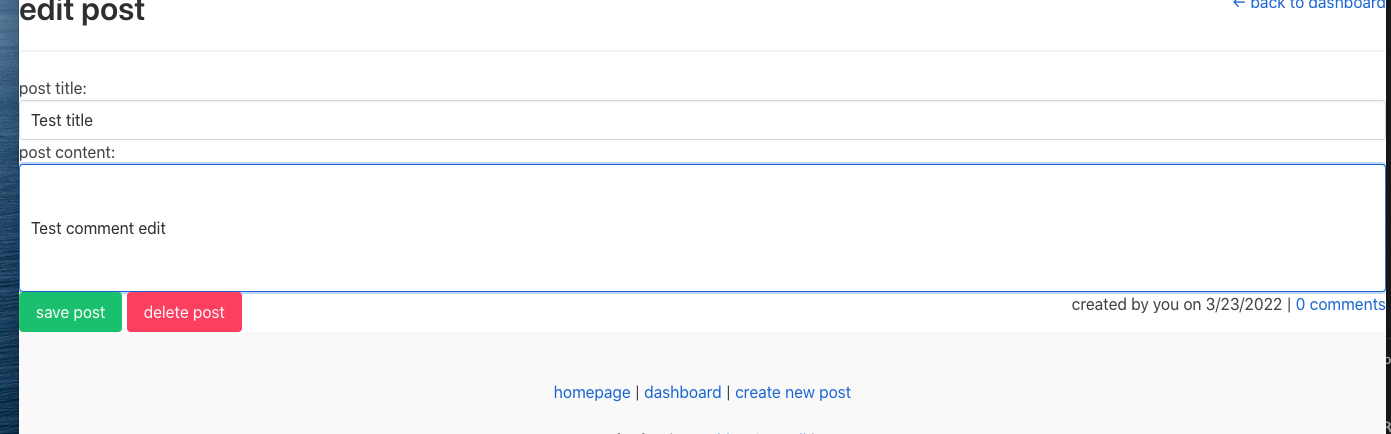 edit post
← back to dashboard
post title:
Test title
post content:
Test comment edit
save post
delete post
created by you on 3/23/2022 | 0 comments
homepage | dashboard | create new post